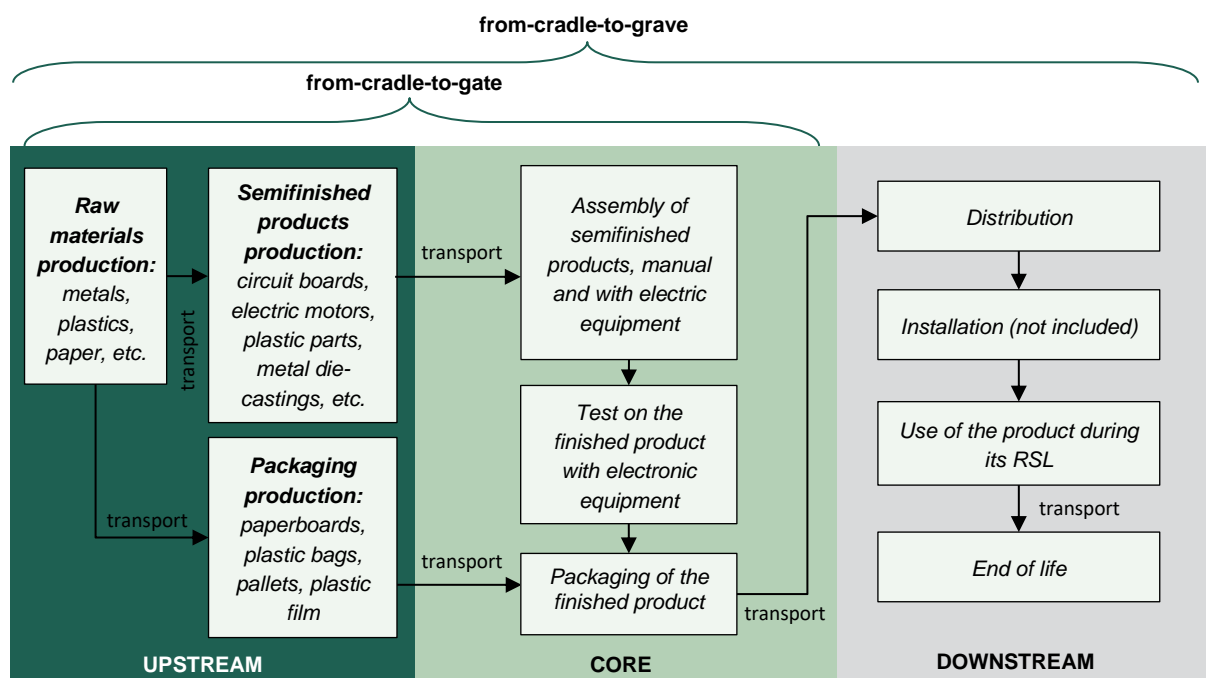 from-cradle-to-grave
from-cradle-to-gate
Raw
materials
production:
metals,
plastics,
paper, etc.
transport
Semifinished
products
production:
circuit boards,
electric motors,
plastic parts,
metal die-
castings, etc.
transport
Packaging
production:
paperboards,
plastic bags,
pallets, plastic
film
UPSTREAM
transport
Assembly of
semifinished
products, manual
and with electric
equipment
Test on the
finished product
with electronic
equipment
transport
Packaging of the
finished product
transport
CORE
Distribution
Installation (not included)
Use of the product during
its RSL
transport
End of life
DOWNSTREAM